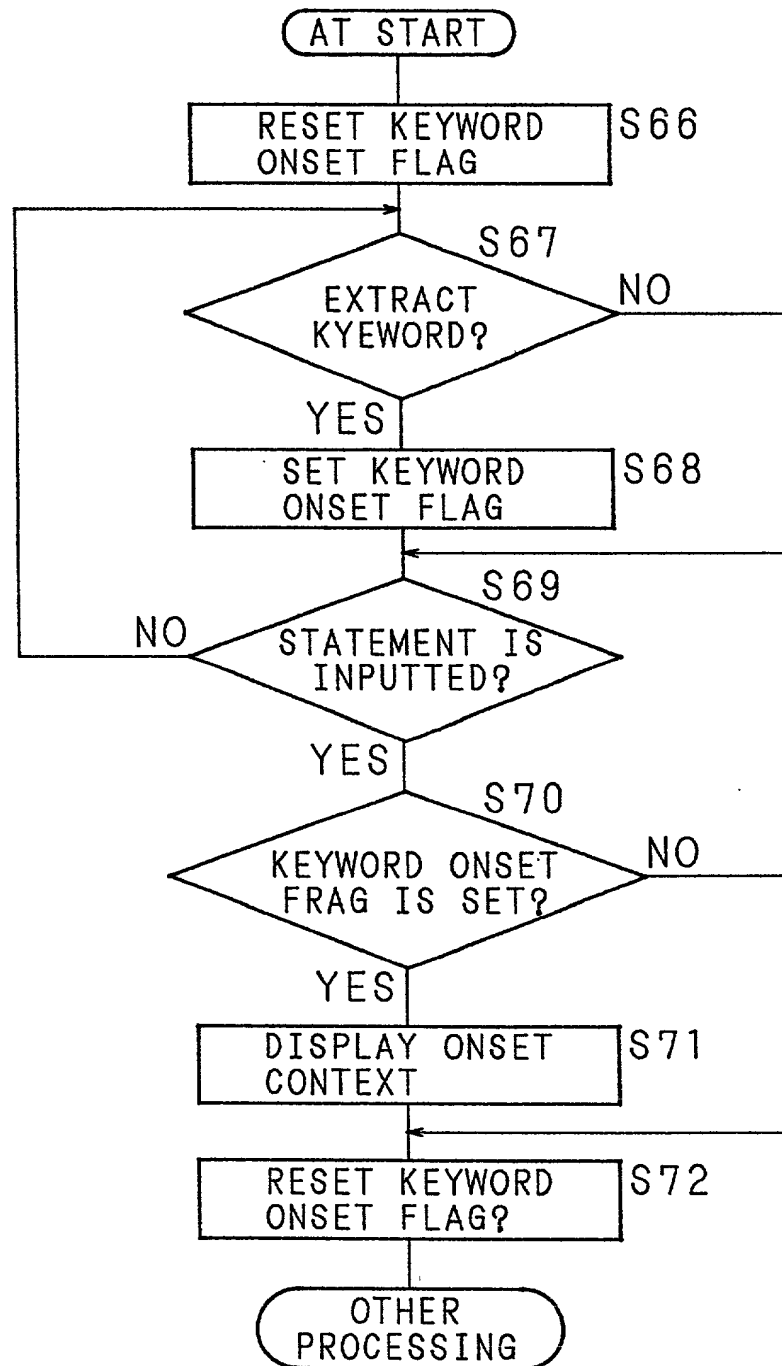 AT START
RESET KEYWORD
ONSET FLAG
S66
S67
EXTRACT
KYEWORD?
NO
YES
SET KEYWORD
ONSET FLAG
S68
S69
STATEMENT IS
INPUTTED?
NO
YES
S70
KEYWORD ONSET
FRAG IS SET?
NO
YES
DISPLAY ONSET
CONTEXT
S71
RESET KEYWORD
ONSET FLAG?
S72
OTHER
PROCESSING